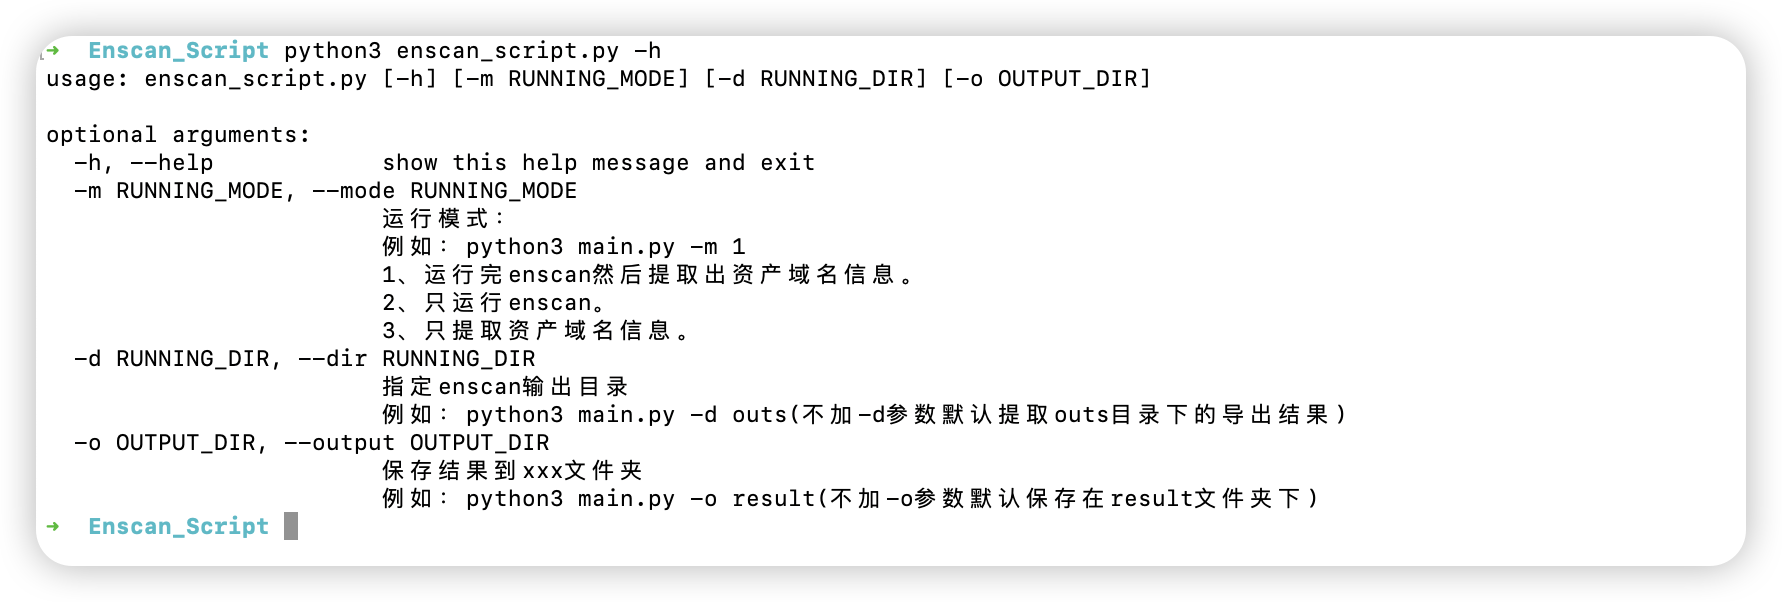 ➜ Enscan_Script python3 enscan_script.py -h
usage: enscan_script.py [-h] [-m RUNNING_MODE] [-d RUNNING_DIR] [-o OUTPUT_DIR]
optional arguments:
-h, --help show this help message and exit
-m RUNNING_MODE, --mode RUNNING_MODE
运行模式：
例如：python3 main.py -m 1
1、运行完enscan然后提取出资产域名信息。
2、只运行enscan。
3、只提取资产域名信息。
-d RUNNING_DIR, --dir RUNNING_DIR
指定enscan输出目录
例如：python3 main.py -d outs(不加-d参数默认提取outs目录下的导出结果)
-o OUTPUT_DIR, --output OUTPUT_DIR
保存结果到xxx文件夹
例如：python3 main.py -o result(不加-o参数默认保存在result文件夹下)
➜ Enscan_Script